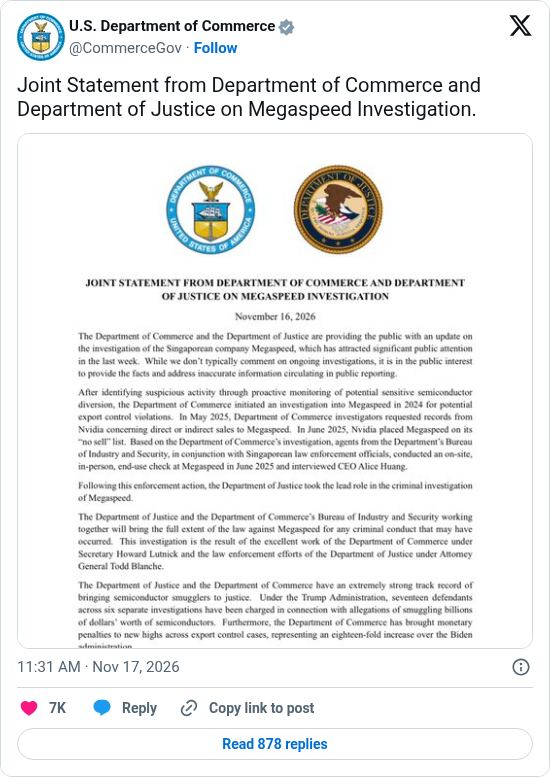 U.S. Department of Commerce
@CommerceGov · Follow
Joint Statement from Department of Commerce and
Department of Justice on Megaspeed Investigation.
DEPARTMENT OF COMMERCE
UNITED STATES OF AMERICA
DEPARTMENT OF JUSTICE
JOINT STATEMENT FROM DEPARTMENT OF COMMERCE AND DEPARTMENT
OF JUSTICE ON MEGASPEED INVESTIGATION
November 16, 2026
The Department of Commerce and the Department of Justice are providing the public with an update on
the investigation of the Singaporean company Megaspeed, which has attracted significant public attention
in the last week. While we don't typically comment on ongoing investigations, it is in the public interest
to provide the facts and address inaccurate information circulating in public reporting.
After identifying suspicious activity through proactive monitoring of potential sensitive semiconductor
diversion, the Department of Commerce initiated an investigation into Megaspeed in 2024 for potential
export control violations. In May 2025, Department of Commerce investigators requested records from
Nvidia concerning direct or indirect sales to Megaspeed. In June 2025, Nvidia placed Megaspeed on its
“no sell” list. Based on the Department of Commerce's investigation, agents from the Department's Bureau
of Industry and Security, in conjunction with Singaporean law enforcement officials, conducted an on-site,
in-person, end-use check at Megaspeed in June 2025 and interviewed CEO Alice Huang.
Following this enforcement action, the Department of Justice took the lead role in the criminal investigation
of Megaspeed.
The Department of Justice and the Department of Commerce's Bureau of Industry and Security working
together will bring the full extent of the law against Megaspeed for any criminal conduct that may have
occurred. This investigation is the result of the excellent work of the Department of Commerce under
Secretary Howard Lutnick and the law enforcement efforts of the Department of Justice under Attorney
General Todd Blanche.
The Department of Justice and the Department of Commerce have an extremely strong track record of
bringing semiconductor smugglers to justice. Under the Trump Administration, seventeen defendants
across six separate investigations have been charged in connection with allegations of smuggling billions
of dollars' worth of semiconductors. Furthermore, the Department of Commerce has brought monetary
penalties to new highs across export control cases, representing an eighteen-fold increase over the Biden
administration.
11:31 AM · Nov 17, 2026
7K
Reply
Copy link to post
Read 878 replies